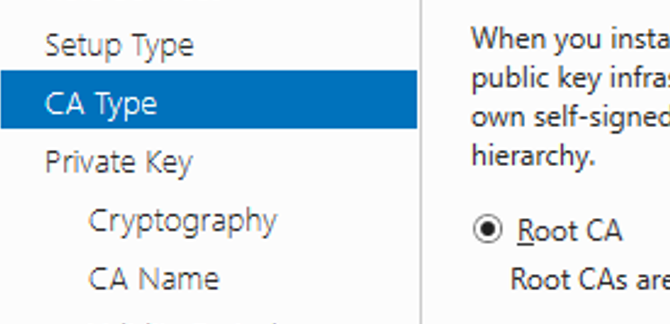 Setup Type
CA Type
Private Key
Cryptography
CA Name
When you insta
public key infras
own self-signed
hierarchy.
Root CA
Root CAs are